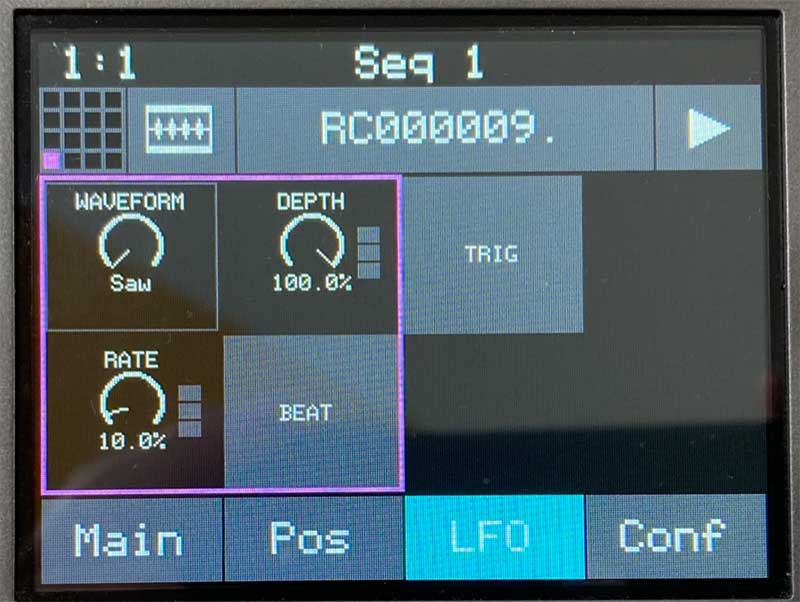 1:1 Seq 1
RC000009.
WAVEFORM DEPTH
Saw 100.0% TRIG
RATE
10.0% BEAT
Main Pos LFO Conf